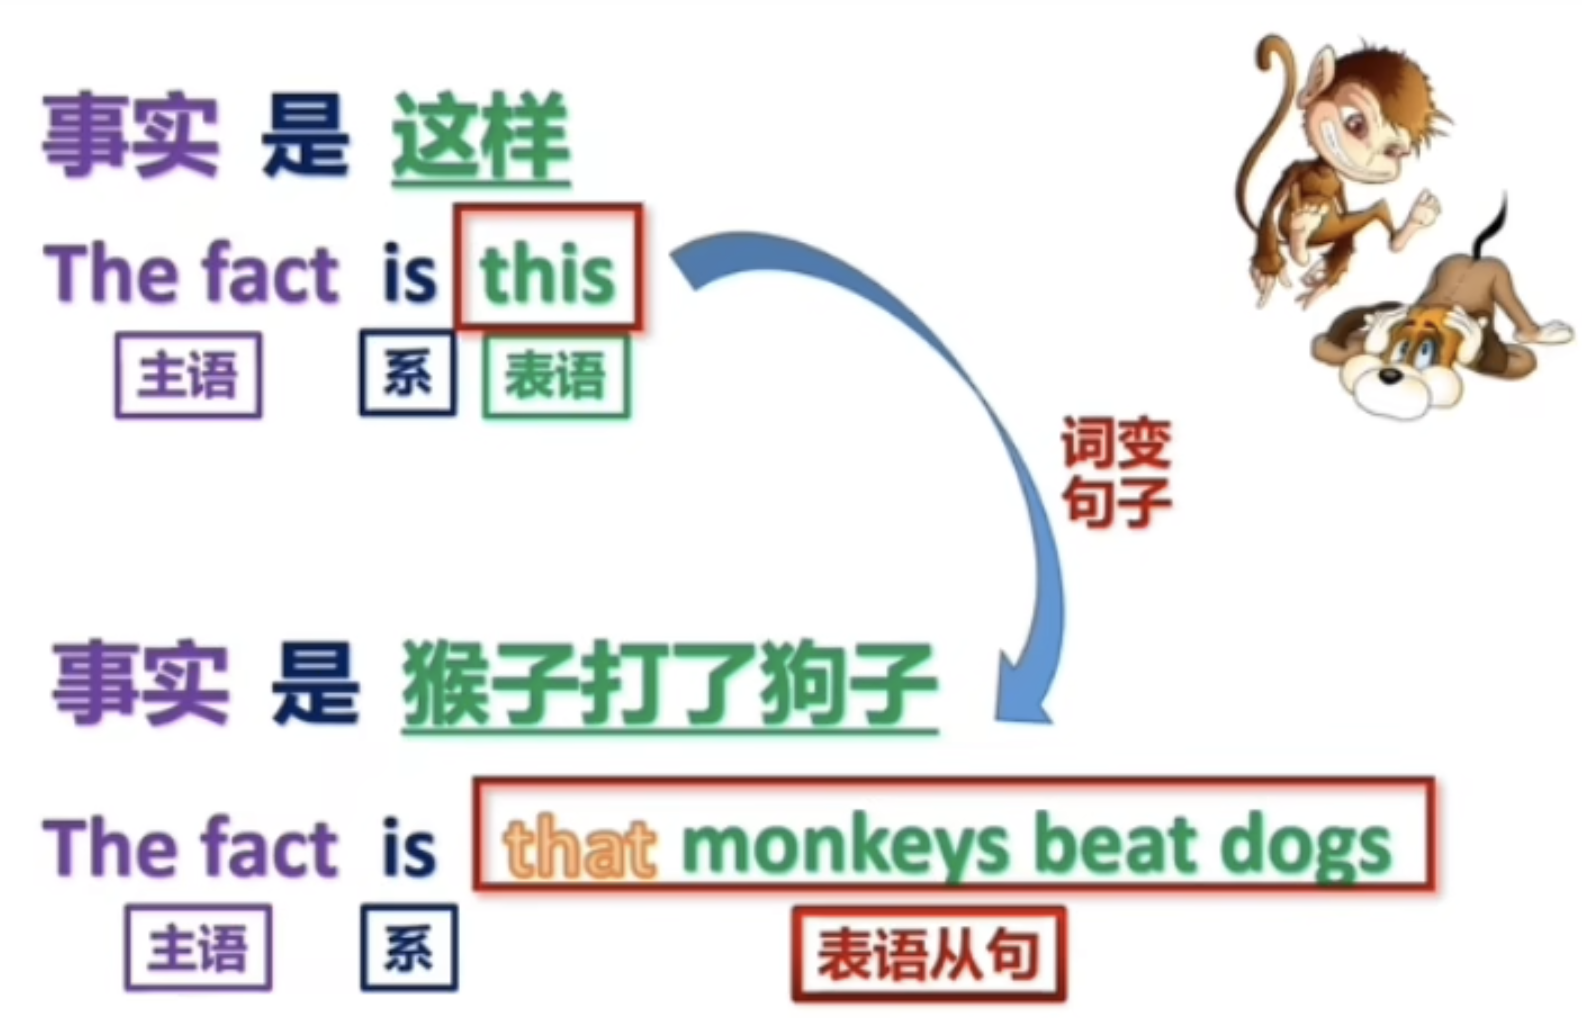 事实 是 这样
The fact is this
主语 系 表语
词变
句子
事实 是 猴子打了狗子
The fact is that monkeys beat dogs
主语 系 表语从句